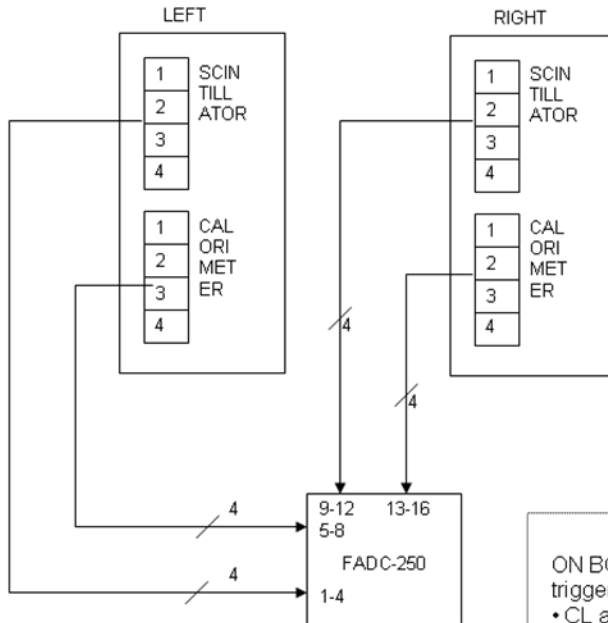 LEFT
RIGHT
1
2
3
4
SCIN
TILL
ATOR
1
2
3
4
CAL
ORI
MET
ER
1
2
3
4
SCIN
TILL
ATOR
1
2
3
4
CAL
ORI
MET
ER
4
4
4
4
9-12 13-16
5-8
FADC-250
1-4
ON
trigger
• CL